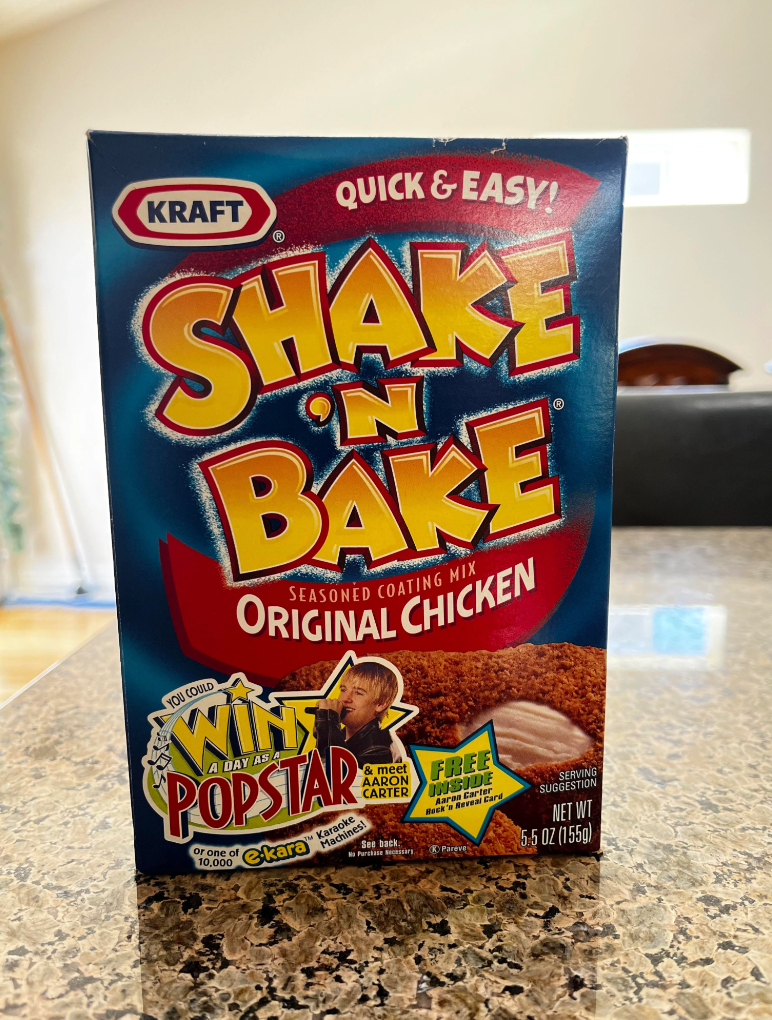 KRAFT
®
QUICK & EASY!
SHAKE
'N
BAKE
®
SEASONED COATING MIX
ORIGINAL CHICKEN
YOU COULD
WIN
A DAY AS A
POPSTAR
& meet
AARON
CARTER
or one of
10,000
e·kara™ Karaoke
Machines!
FREE
INSIDE
Aaron Carter
Rock'n Reveal Card
See back.
No Purchase Necessary
K Pareve
SERVING
SUGGESTION
NET WT
5.5 OZ (155g)